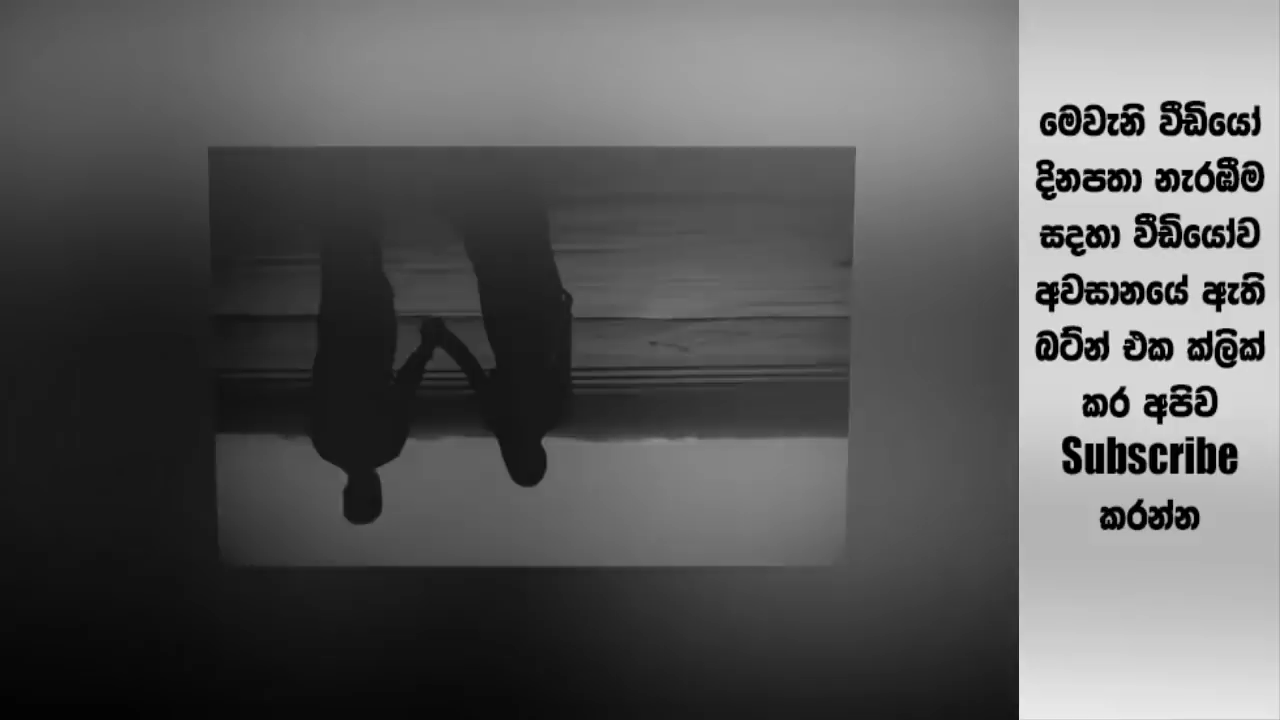 මෙවැනි වීඩියෝ
දිනපතා නැරඹීම
සදහා වීඩියෝව
අවසානයේ ඇති
බටන් එක ක්ලික්
කර අපිව
Subscribe
කරන්න